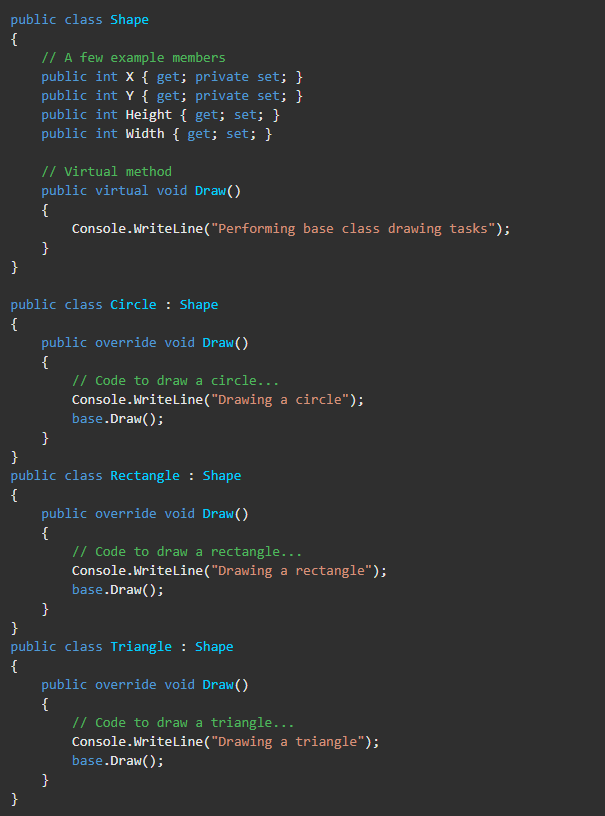 public class Shape
{
    // A few example members
    public int X { get; private set; }
    public int Y { get; private set; }
    public int Height { get; set; }
    public int Width { get; set; }

    // Virtual method
    public virtual void Draw()
    {
        Console.WriteLine("Performing base class drawing tasks");
    }
}

public class Circle : Shape
{
    public override void Draw()
    {
        // Code to draw a circle...
        Console.WriteLine("Drawing a circle");
        base.Draw();
    }
}
public class Rectangle : Shape
{
    public override void Draw()
    {
        // Code to draw a rectangle...
        Console.WriteLine("Drawing a rectangle");
        base.Draw();
    }
}
public class Triangle : Shape
{
    public override void Draw()
    {
        // Code to draw a triangle...
        Console.WriteLine("Drawing a triangle");
        base.Draw();
    }
}